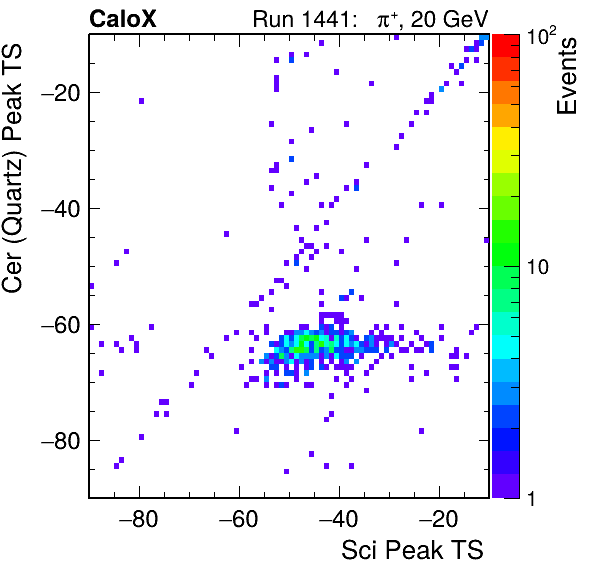 CaloX Run 1441: π⁺, 20 GeV
Cer (Quartz) Peak TS
−20
−40
−60
−80
−80 −60 −40 −20
Sci Peak TS
10²
10
1
Events